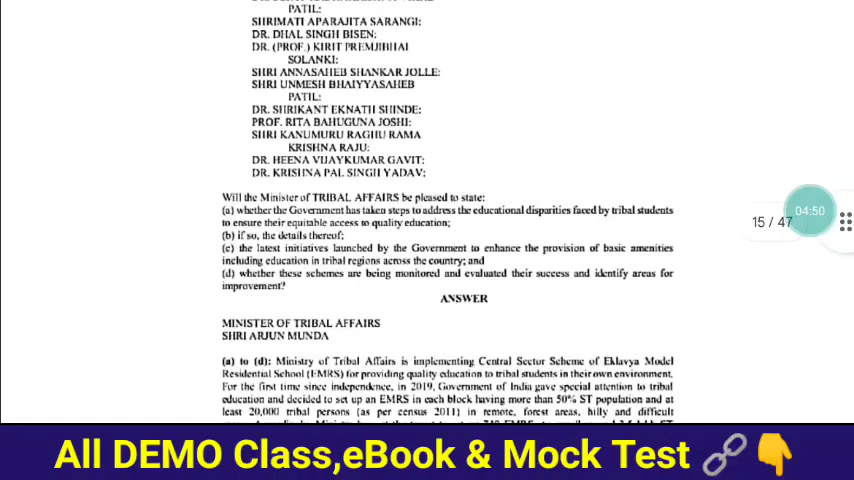 PATIL:
SHRIMATI APARAJITA SARANGI:
DR. DHAL SINGH BISEN:
DR. (PROF.) KIRIT PREMJIBHAI
SOLANKI:
SHRI ANNASAHEB SHANKAR JOLLE:
SHRI UNMESH BHAIYYASAHEB
PATIL:
DR. SHRIKANT EKNATH SHINDE:
PROF. RITA BAHUGUNA JOSHI:
SHRI KANUMURU RAGHU RAMA
KRISHNA RAJU:
DR. HEENA VIJAYKUMAR GAVIT:
DR. KRISHNA PAL SINGH YADAV:
Will the Minister of TRIBAL AFFAIRS be pleased to state:
(a) whether the Government has taken steps to address the educational disparities faced by tribal students
to ensure their equitable access to quality education;
(b) if so, the details thereof;
(c) the latest initiatives launched by the Government to enhance the provision of basic amenities
including education in tribal regions across the country; and
(d) whether these schemes are being monitored and evaluated their success and identify areas for
improvement?
ANSWER
MINISTER OF TRIBAL AFFAIRS
SHRI ARJUN MUNDA
(a) to (d): Ministry of Tribal Affairs is implementing Central Sector Scheme of Eklavya Model
Residential School (EMRS) for providing quality education to tribal students in their own environment.
For the first time since independence, in 2019, Government of India gave special attention to tribal
education and decided to set up an EMRS in each block having more than 50% ST population and at
least 20,000 tribal persons (as per census 2011) in remote, forest areas, hilly and difficult
15 / 47
04:50
All DEMO Class,eBook & Mock Test 🔗👇